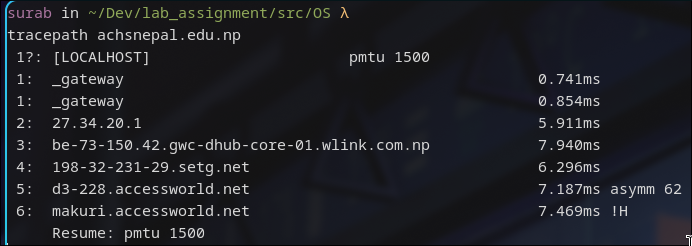 surab in ~/Dev/lab_assignment/src/OS λ
tracepath achsnepal.edu.np
1?: [LOCALHOST] pmtu 1500
1: _gateway 0.741ms
1: _gateway 0.854ms
2: 27.34.20.1 5.911ms
3: be-73-150.42.gwc-dhub-core-01.wlink.com.np 7.940ms
4: 198-32-231-29.setg.net 6.296ms
5: d3-228.accessworld.net 7.187ms asymm 62
6: makuri.accessworld.net 7.469ms !H
Resume: pmtu 1500